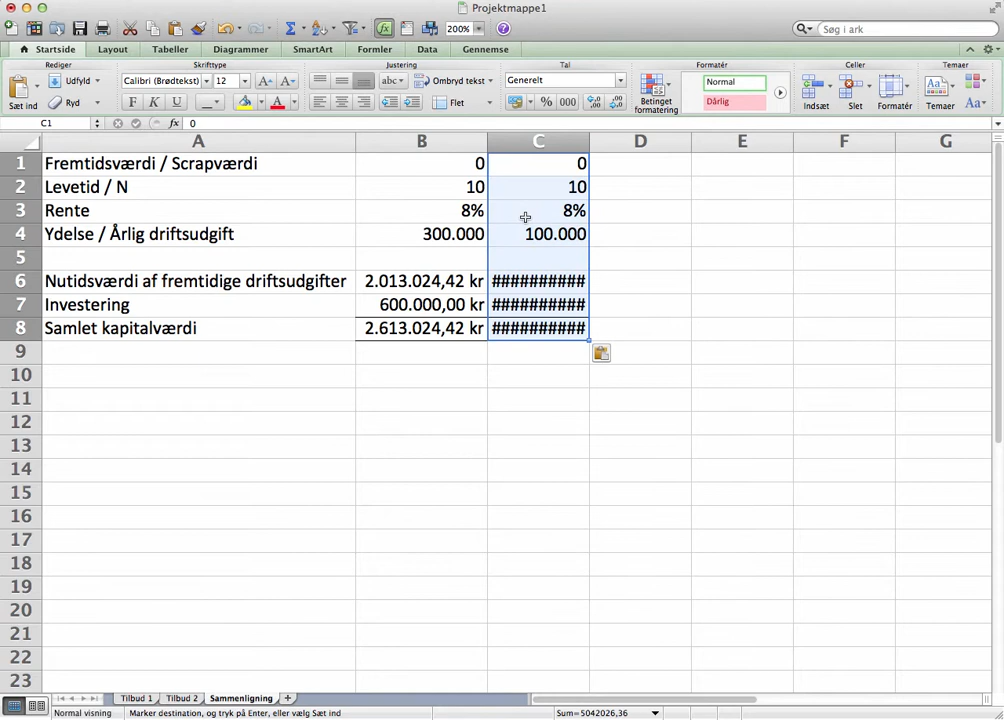 Projektmappe1
200%
Søg i ark
Startside Layout Tabeller Diagrammer SmartArt Formler Data Gennemse
Rediger Skrifttype Justering Tal Formatér Celler Temaer
Sæt ind Udfyld Ryd
Calibri (Brødtekst) 12 A A
F K U A
abc Ombryd tekst
Flet
Generelt
% 000 ,00
Betinget formatering
Normal
Dårlig
Indsæt Slet Formatér Temaer Aa
C1 fx 0
A B C D E F G
1 Fremtidsværdi / Scrapværdi 0 0
2 Levetid / N 10 10
3 Rente 8% 8%
4 Ydelse / Årlig driftsudgift 300.000 100.000
5
6 Nutidsværdi af fremtidige driftsudgifter 2.013.024,42 kr ##########
7 Investering 600.000,00 kr ##########
8 Samlet kapitalværdi 2.613.024,42 kr ##########
9
10
11
12
13
14
15
16
17
18
19
20
21
22
23
Tilbud 1 Tilbud 2 Sammenligning
Normal visning Marker destination, og tryk på Enter, eller vælg Sæt ind Sum=5042026,36